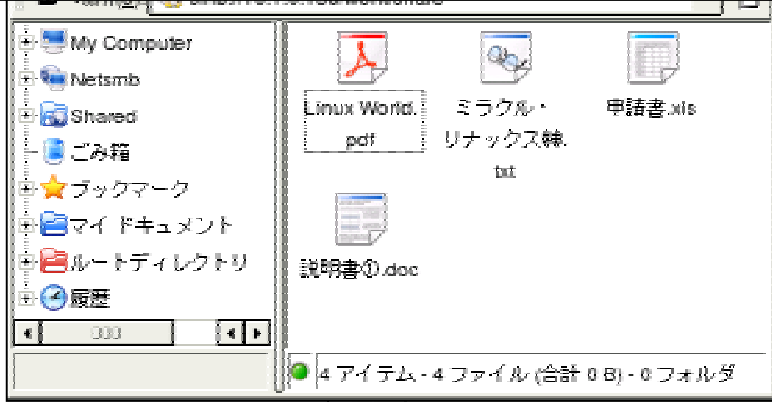 My Computer
Netsmb
Shared
ごみ箱
ブックマーク
マイ ドキュメント
ルートディレクトリ
履歴
Linux World.
pdf
ミラクル・
リナックス㈱.
txt
申請書.xls
説明書①.doc
4 アイテム - 4 ファイル (合計 0 B) - 0 フォルダ